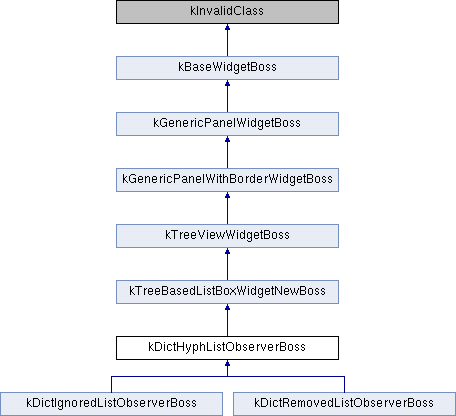 kInvalidClass
kBaseWidgetBoss
kGenericPanelWidgetBoss
kGenericPanelWithBorderWidgetBoss
kTreeViewWidgetBoss
kTreeBasedListBoxWidgetNewBoss
kDictHyphListObserverBoss
kDictIgnoredListObserverBoss
kDictRemovedListObserverBoss